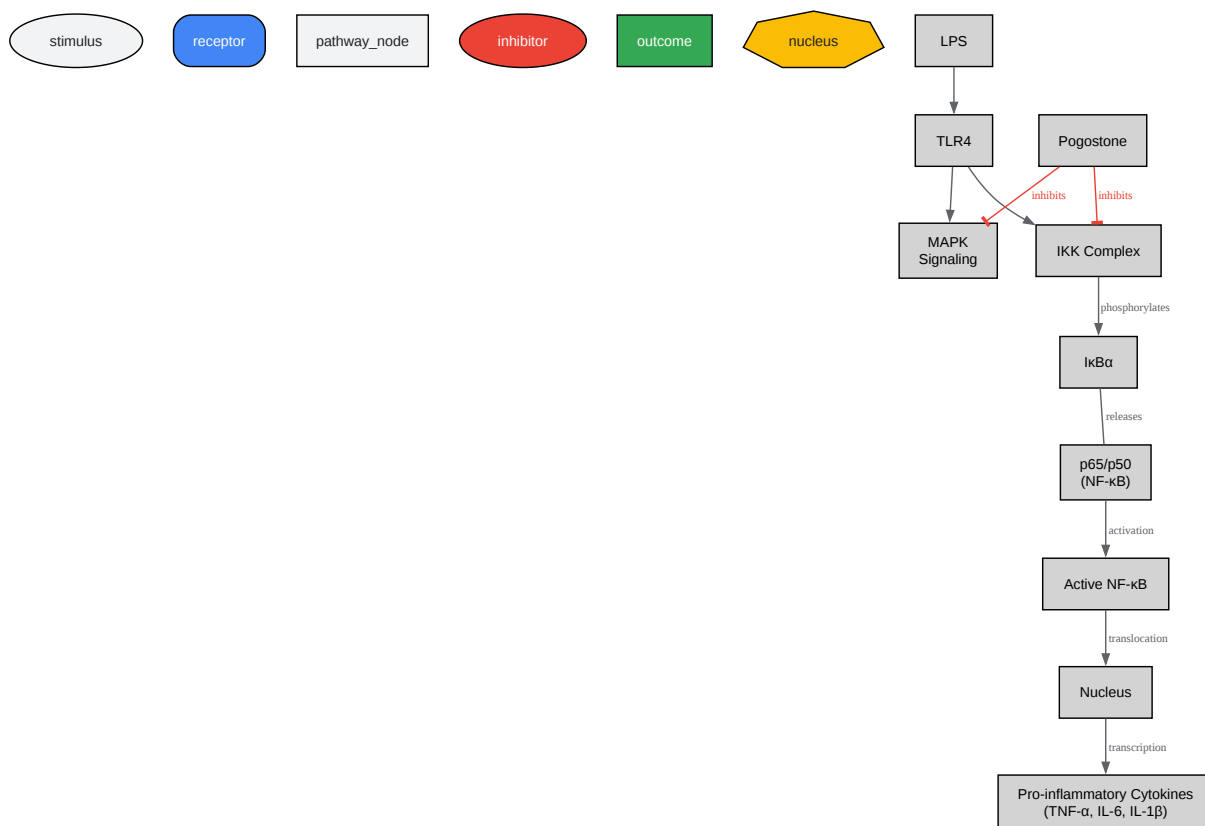 stimulus
receptor
pathway_node
inhibitor
outcome
nucleus
LPS
TLR4
Pogostone
inhibits
inhibits
MAPK
Signaling
IKK Complex
phosphorylates
IκBα
releases
p65/p50
(NF-κB)
activation
Active NF-κB
translocation
Nucleus
transcription
Pro-inflammatory Cytokines
(TNF-α, IL-6, IL-1β)